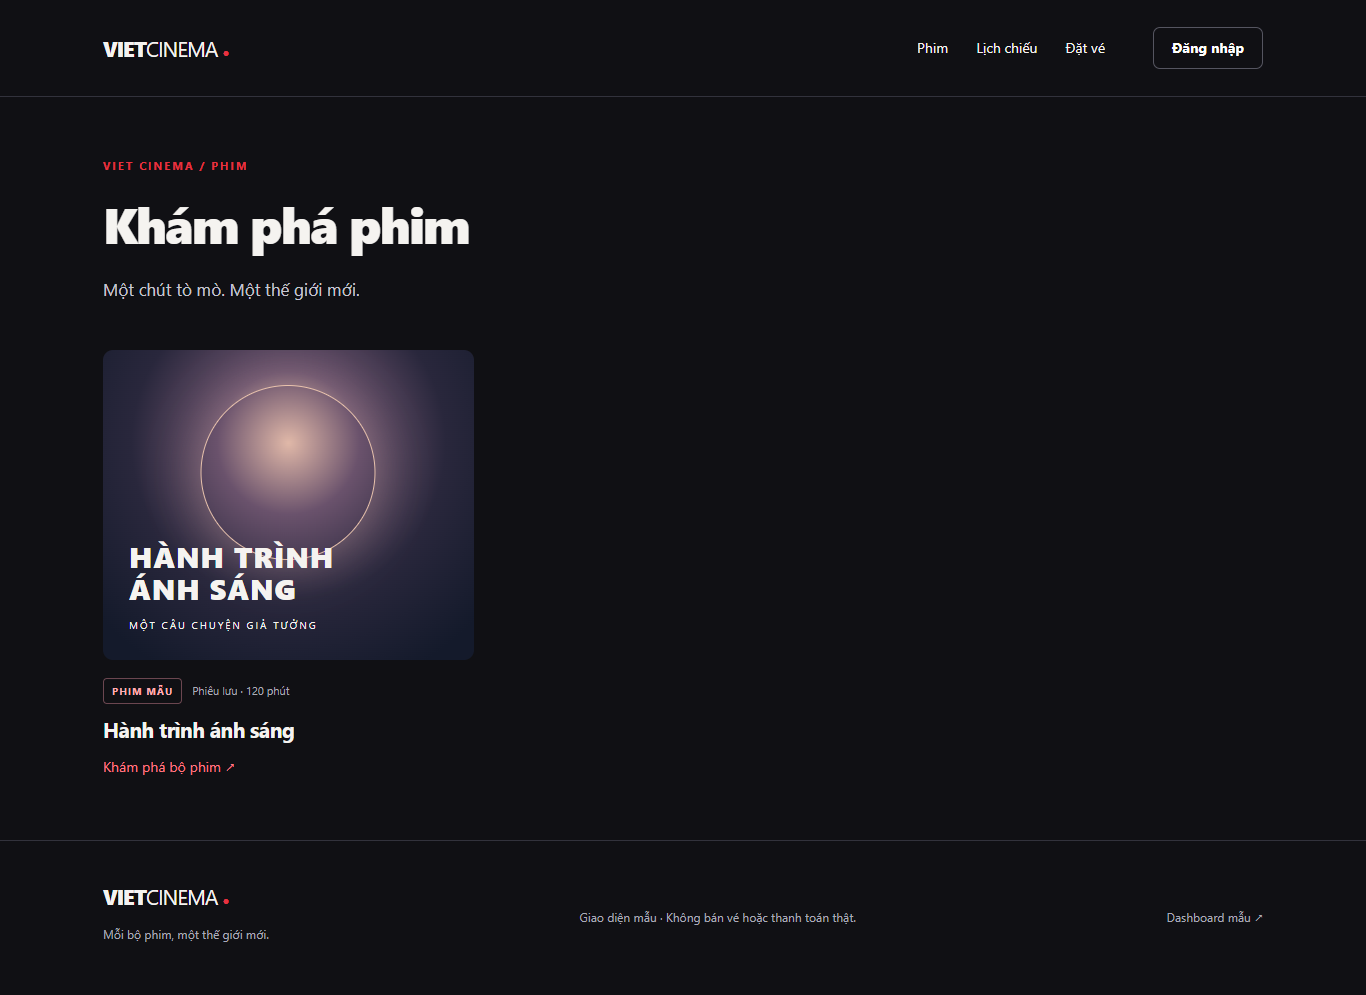 VIETCINEMA.
Phim
Lịch chiếu
Đặt vé
Đăng nhập
VIET CINEMA / PHIM
Khám phá phim
Một chút tò mò. Một thế giới mới.
HÀNH TRÌNH
ÁNH SÁNG
MỘT CÂU CHUYỆN GIẢ TƯỞNG
PHIM MẪU
Phiêu lưu · 120 phút
Hành trình ánh sáng
Khám phá bộ phim ↗
VIETCINEMA.
Mỗi bộ phim, một thế giới mới.
Giao diện mẫu · Không bán vé hoặc thanh toán thật.
Dashboard mẫu ↗